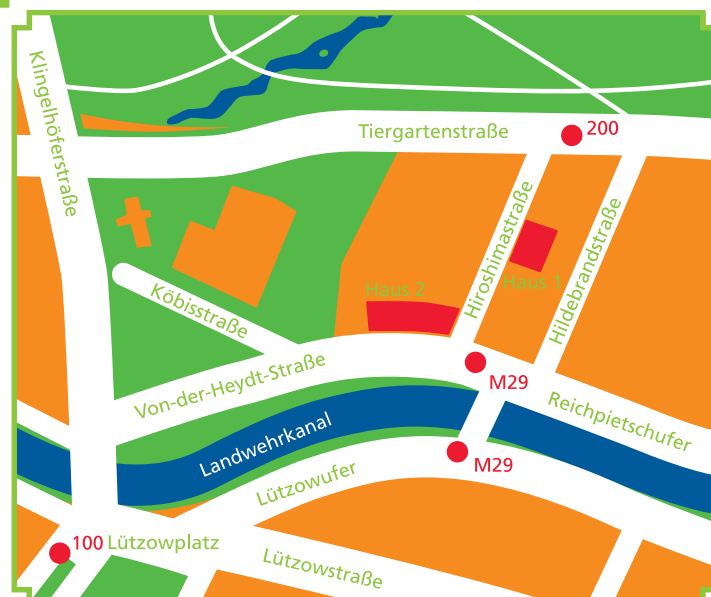 Klingelhöferstraße
Tiergartenstraße
200
Hiroshimastraße
Hildebrandstraße
Haus 1
Haus 2
Köbisstraße
Von-der-Heydt-Straße
M29
Reichpietschufer
Landwehrkanal
M29
Lützowufer
100 Lützowplatz
Lützowstraße